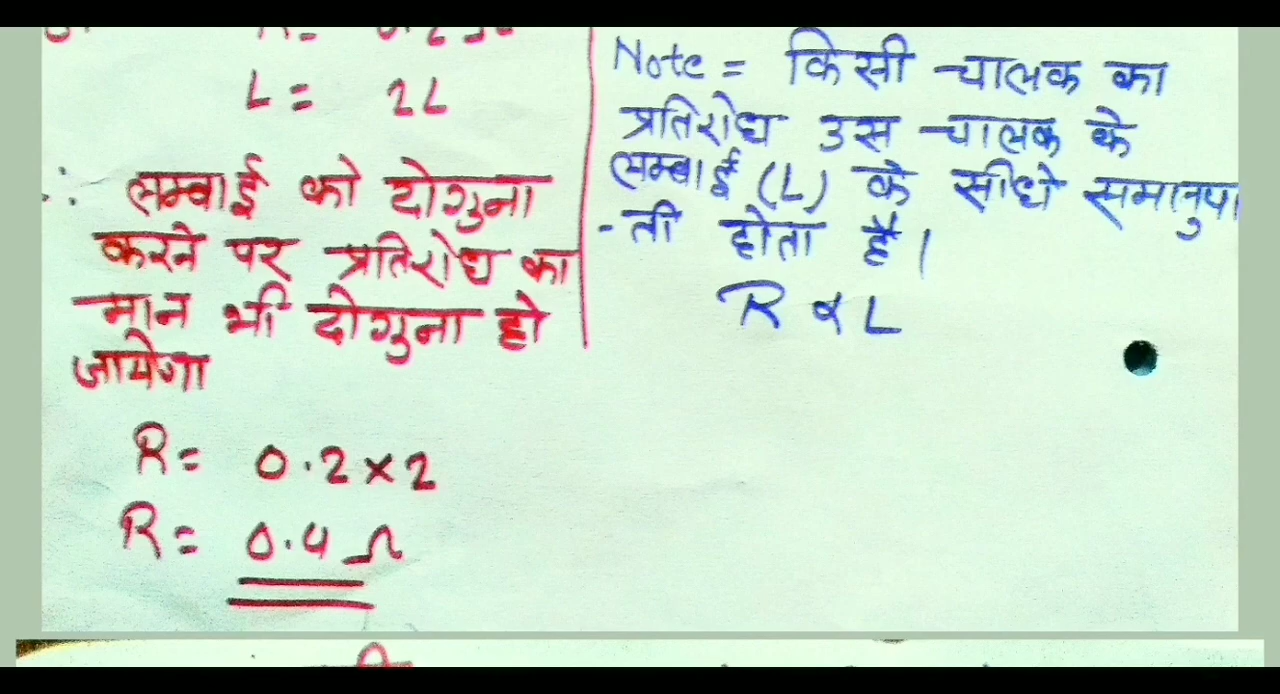 L = 2L
∴ लम्बाई को दोगुना
करने पर प्रतिरोध का
मान भी दोगुना हो
जायेगा
R = 0.2×2
R = 0.4 Ω
Note = किसी चालक का
प्रतिरोध उस चालक के
लम्बाई (L) के सीधे समानुपा
-ती होता है।
R ∝ L